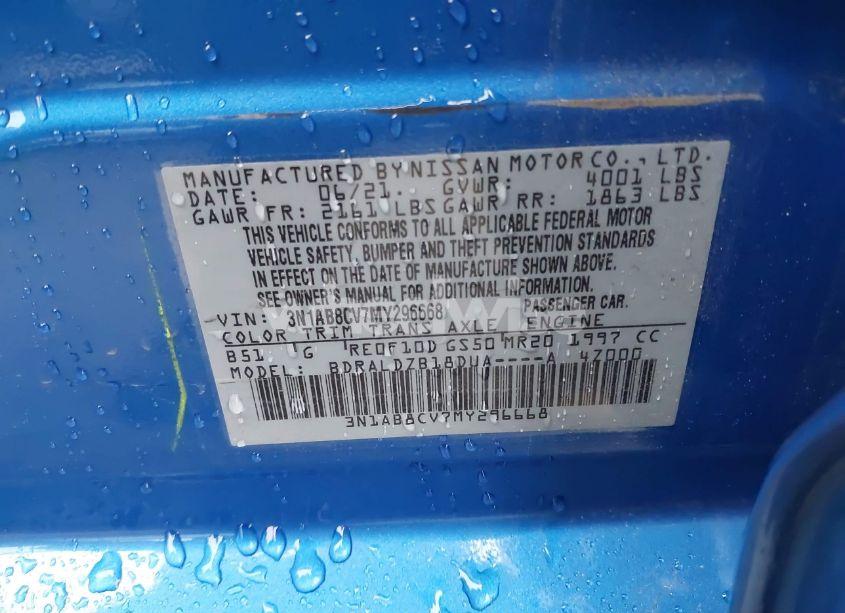 MANUFACTURED BY NISSAN MOTOR CO., LTD.
DATE: 06/21. GVWR: 4001 LBS
GAWR FR: 2161 LBS GAWR RR: 1863 LBS
THIS VEHICLE CONFORMS TO ALL APPLICABLE FEDERAL MOTOR
VEHICLE SAFETY, BUMPER AND THEFT PREVENTION STANDARDS
IN EFFECT ON THE DATE OF MANUFACTURE SHOWN ABOVE.
SEE OWNER'S MANUAL FOR ADDITIONAL INFORMATION.
VIN: 3N1AB8CV7MY296668 PASSENGER CAR.
COLOR TRIM TRANS AXLE ENGINE
B51 G RE0F10D GS50 MR20 1997 CC
MODEL: BDRALDZB18DUA----A 4Z000
3N1AB8CV7MY296668